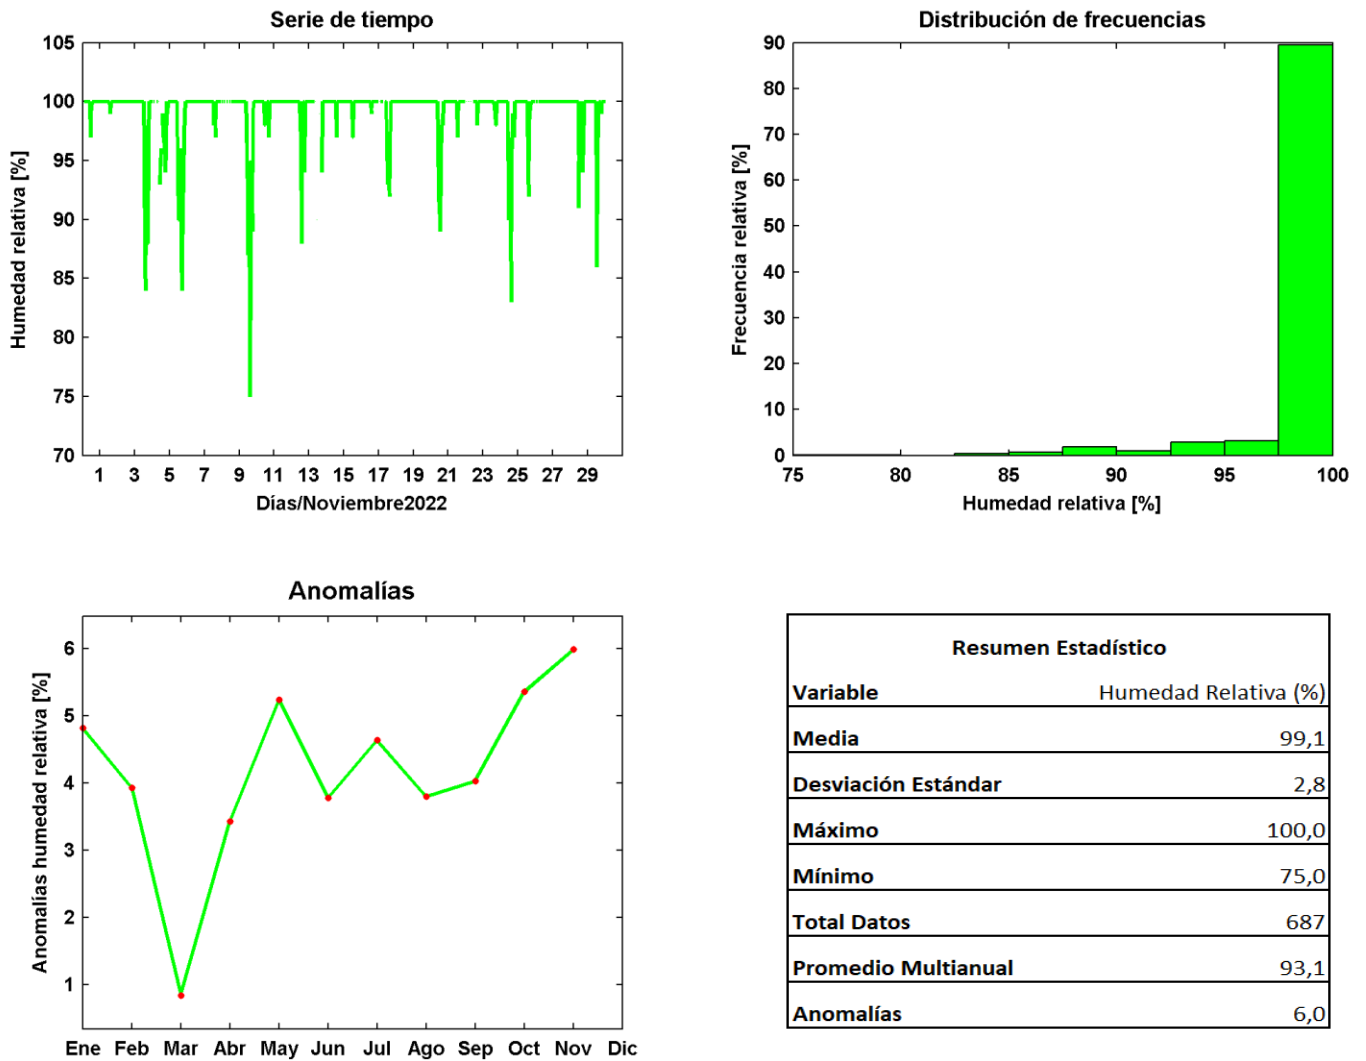 Serie de tiempo
Humedad relativa [%]
105
100
95
90
85
80
75
70
1 3 5 7 9 11 13 15 17 19 21 23 25 27 29
Días/Noviembre2022
Distribución de frecuencias
Frecuencia relativa [%]
90
80
70
60
50
40
30
20
10
0
75 80 85 90 95 100
Humedad relativa [%]
Anomalías
Anomalías humedad relativa [%]
6
5
4
3
2
1
Ene Feb Mar Abr May Jun Jul Ago Sep Oct Nov Dic
Resumen Estadístico
Variable Humedad Relativa (%)
Media 99,1
Desviación Estándar 2,8
Máximo 100,0
Mínimo 75,0
Total Datos 687
Promedio Multianual 93,1
Anomalías 6,0